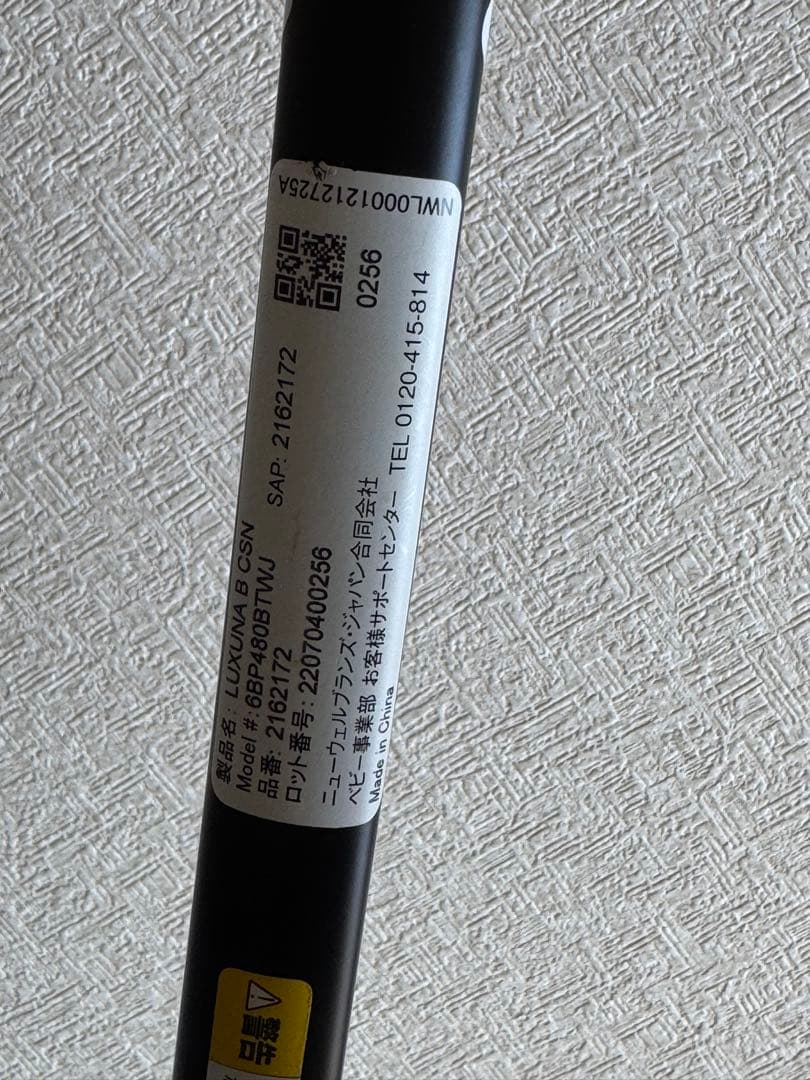 製品名: LUXUNA B CSN SAP: 2162172
Model #: 6BP480BTWJ
品番: 2162172
ロット番号: 22070400256
0256
ニューウェルブランズ・ジャパン合同会社
ベビー事業部 お客様サポートセンター TEL 0120-415-814
Made in China
NWL0001212725A
警告